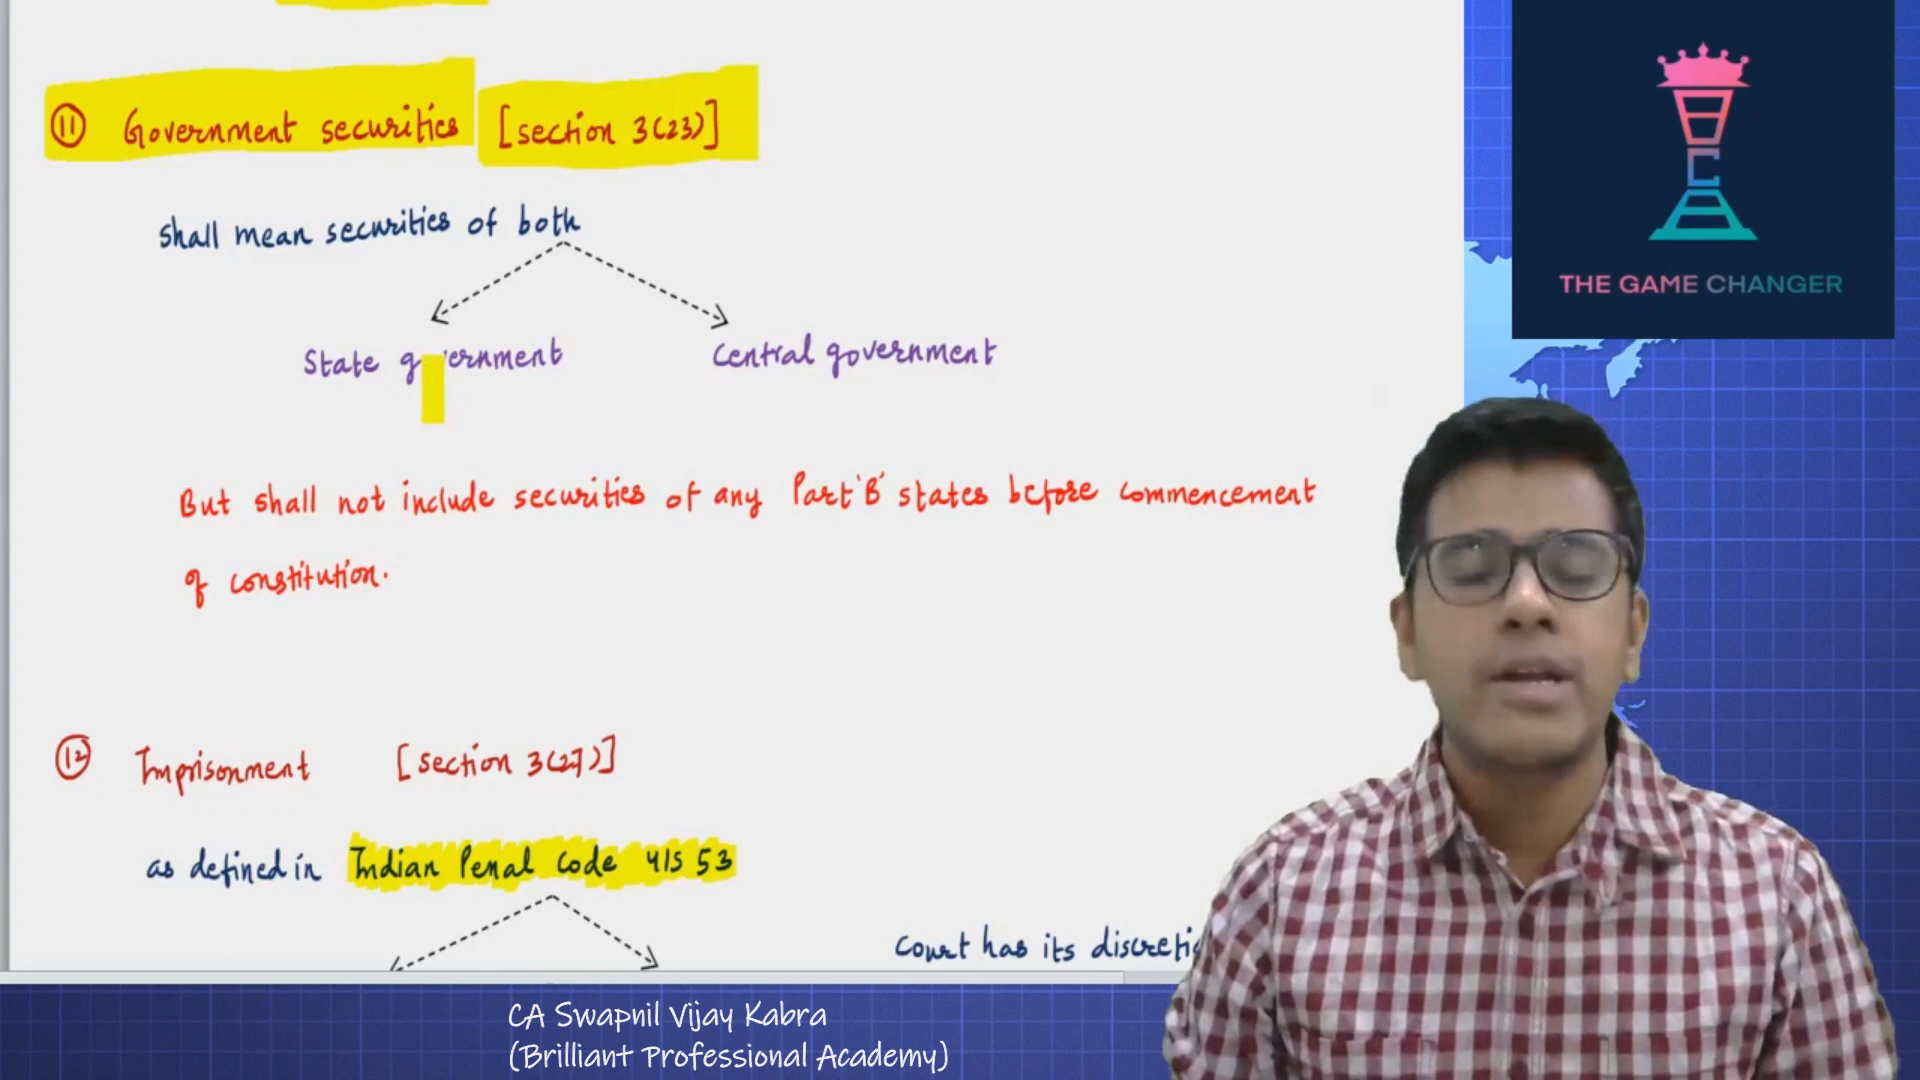 11 Government securities [section 3(23)]
shall mean securities of both
State g ernment Central government
But shall not include securities of any Part 'B' states before commencement
of constitution.
12 Imprisonment [section 3(27)]
as defined in Indian Penal Code u/s 53
Court has its discretio
THE GAME CHANGER
CA Swapnil Vijay Kabra
(Brilliant Professional Academy)